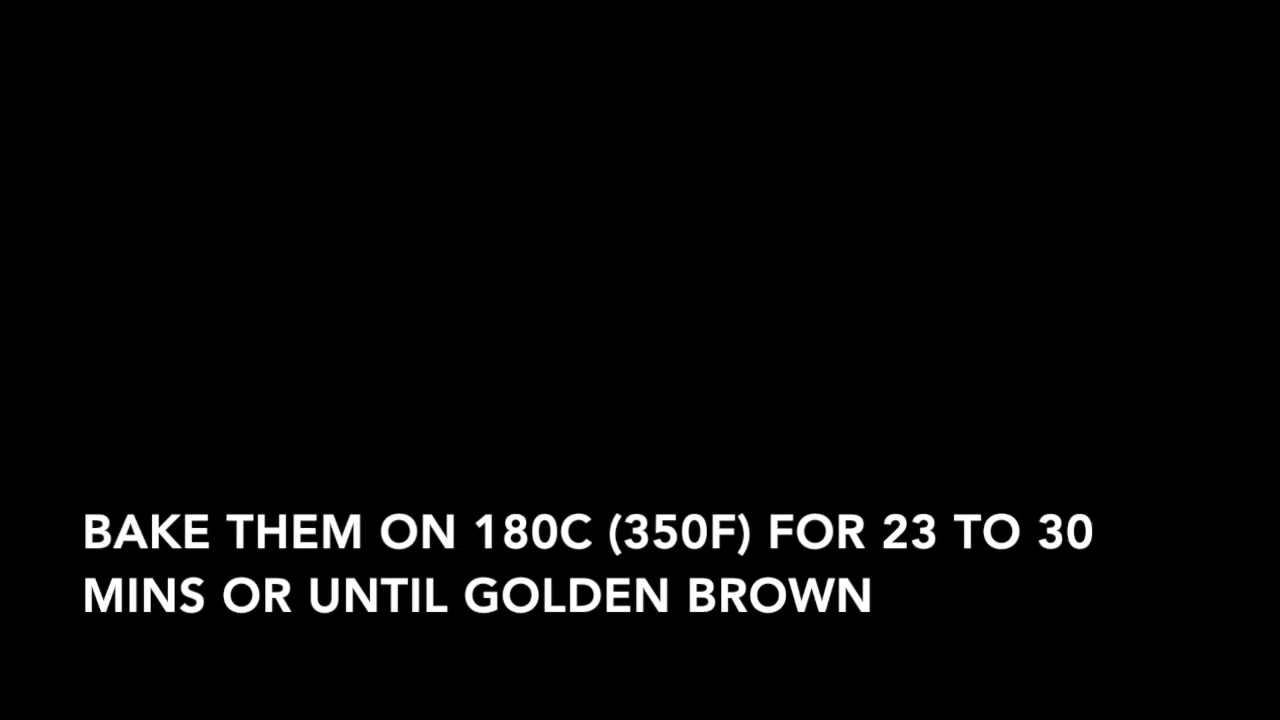 BAKE THEM ON 180C (350F) FOR 23 TO 30
MINS OR UNTIL GOLDEN BROWN